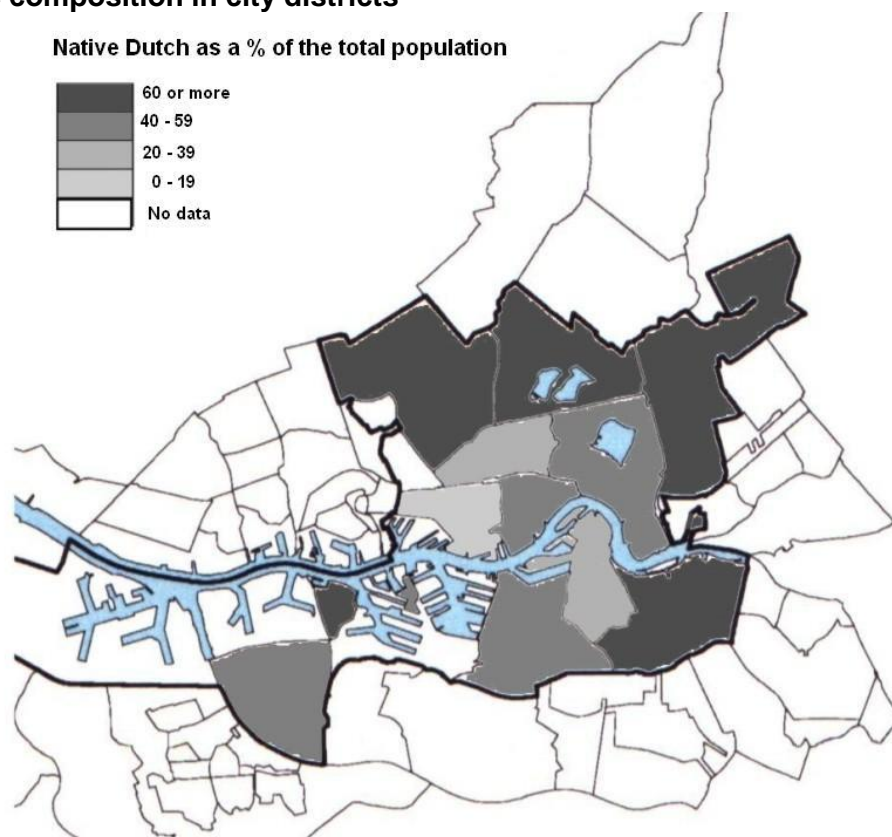 composition in city districts
Native Dutch as a % of the total population
60 or more
40 - 59
20 - 39
0 - 19
No data